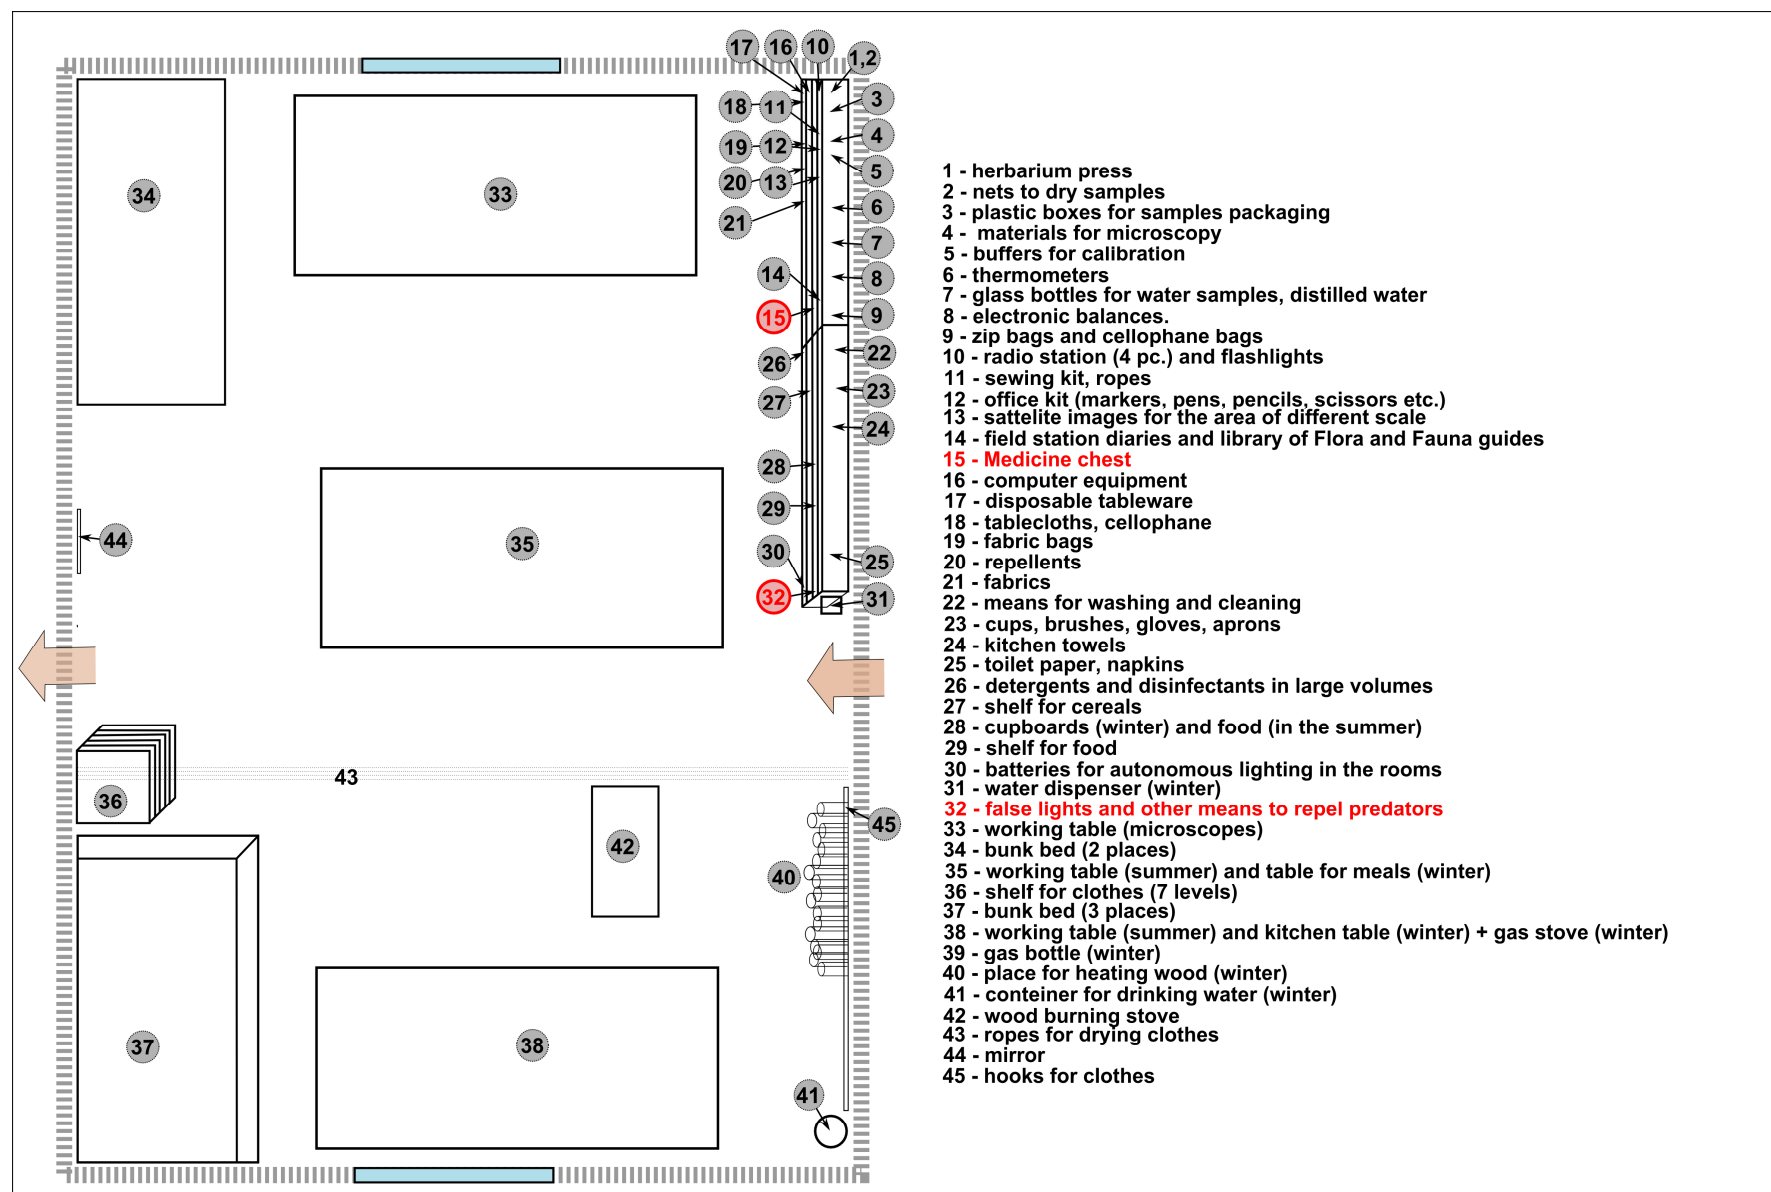 17 16 10 1,2
18 11 3
19 12 4
20 13 5
21 6
7
14 8
15 9
26 22
27 23
24
28
29
30 25
32 31
34
33
44
35
36
43
42
45
40
37
38
41
1 - herbarium press
2 - nets to dry samples
3 - plastic boxes for samples packaging
4 - materials for microscopy
5 - buffers for calibration
6 - thermometers
7 - glass bottles for water samples, distilled water
8 - electronic balances.
9 - zip bags and cellophane bags
10 - radio station (4 pc.) and flashlights
11 - sewing kit, ropes
12 - office kit (markers, pens, pencils, scissors etc.)
13 - sattelite images for the area of different scale
14 - field station diaries and library of Flora and Fauna guides
15 - Medicine chest
16 - computer equipment
17 - disposable tableware
18 - tablecloths, cellophane
19 - fabric bags
20 - repellents
21 - fabrics
22 - means for washing and cleaning
23 - cups, brushes, gloves, aprons
24 - kitchen towels
25 - toilet paper, napkins
26 - detergents and disinfectants in large volumes
27 - shelf for cereals
28 - cupboards (winter) and food (in the summer)
29 - shelf for food
30 - batteries for autonomous lighting in the rooms
31 - water dispenser (winter)
32 - false lights and other means to repel predators
33 - working table (microscopes)
34 - bunk bed (2 places)
35 - working table (summer) and table for meals (winter)
36 - shelf for clothes (7 levels)
37 - bunk bed (3 places)
38 - working table (summer) and kitchen table (winter) + gas stove (winter)
39 - gas bottle (winter)
40 - place for heating wood (winter)
41 - conteiner for drinking water (winter)
42 - wood burning stove
43 - ropes for drying clothes
44 - mirror
45 - hooks for clothes